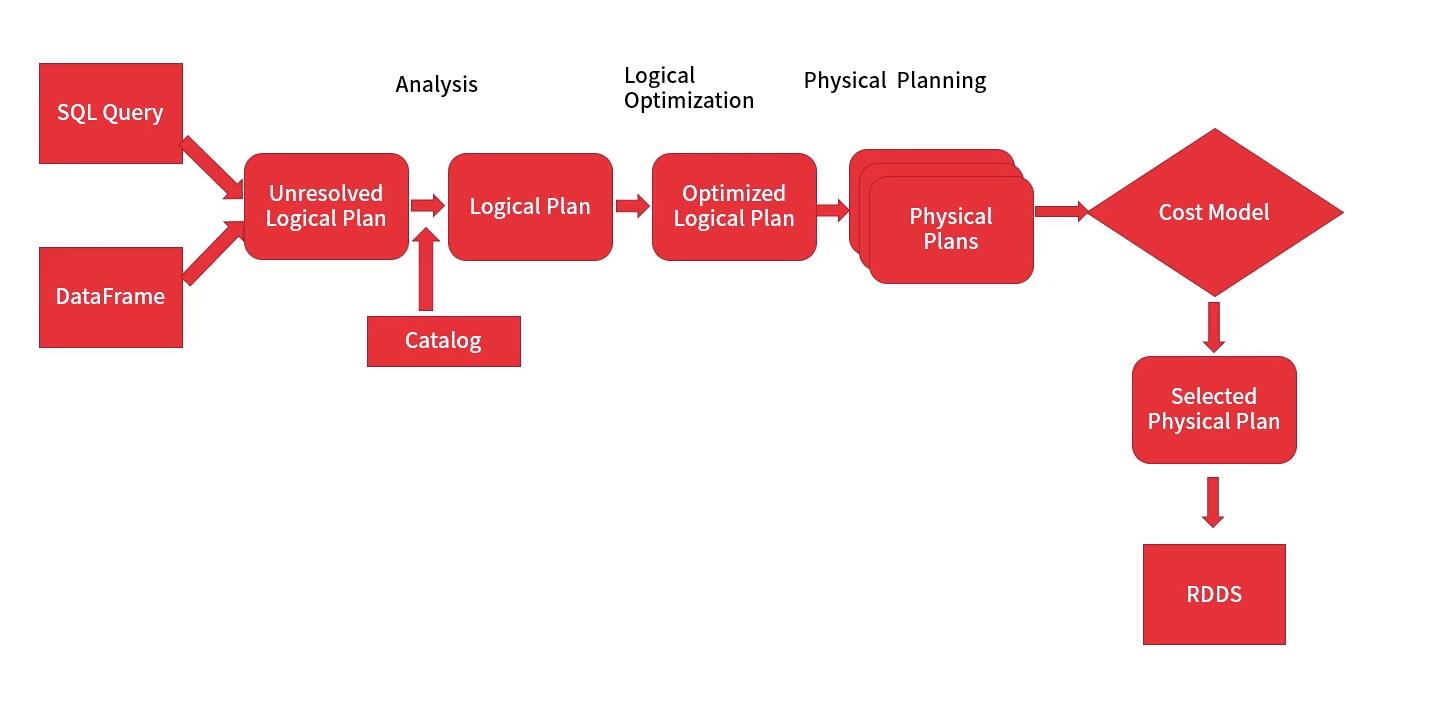 Analysis
Logical
Optimization
Physical Planning
SQL Query
DataFrame
Unresolved
Logical Plan
Logical Plan
Optimized
Logical Plan
Physical
Plans
Cost Model
Catalog
Selected
Physical Plan
RDDS